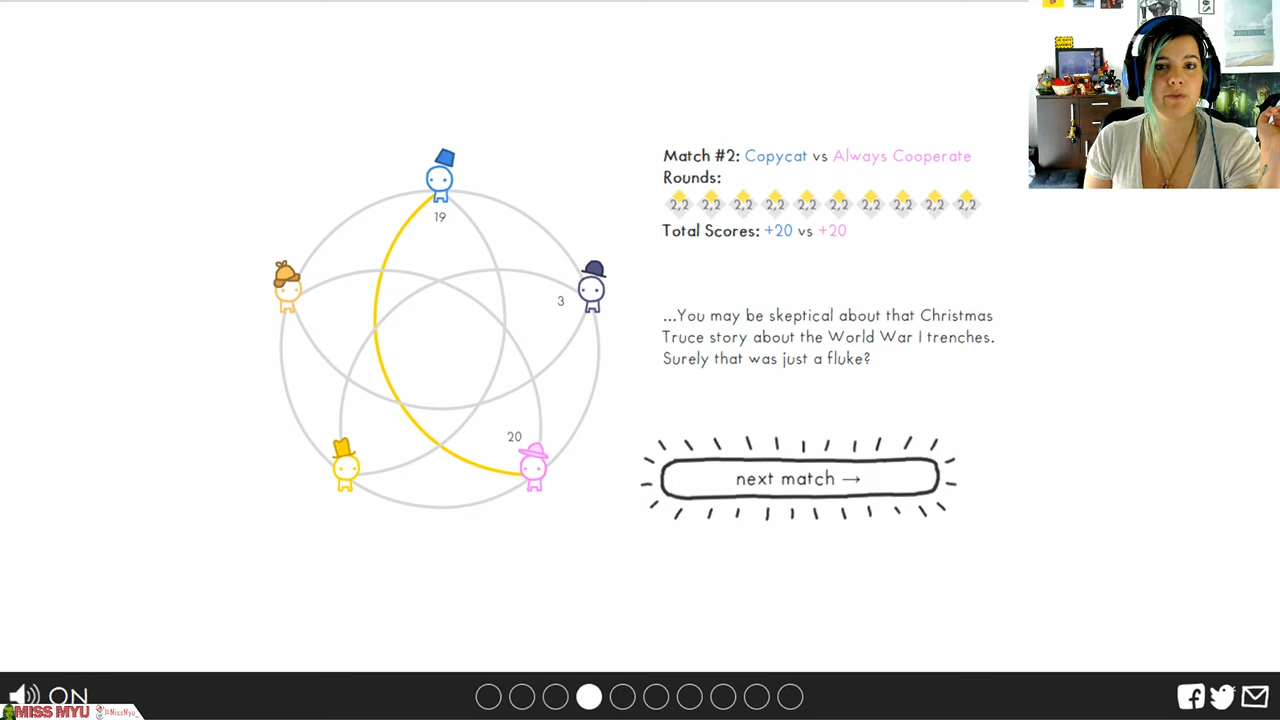 Match #2: Copycat vs Always Cooperate
Rounds:
2,2 2,2 2,2 2,2 2,2 2,2 2,2 2,2 2,2 2,2
Total Scores: +20 vs +20
19
3
20
...You may be skeptical about that Christmas
Truce story about the World War I trenches.
Surely that was just a fluke?
next match →
ON
MISS MYU
@MissMyu_